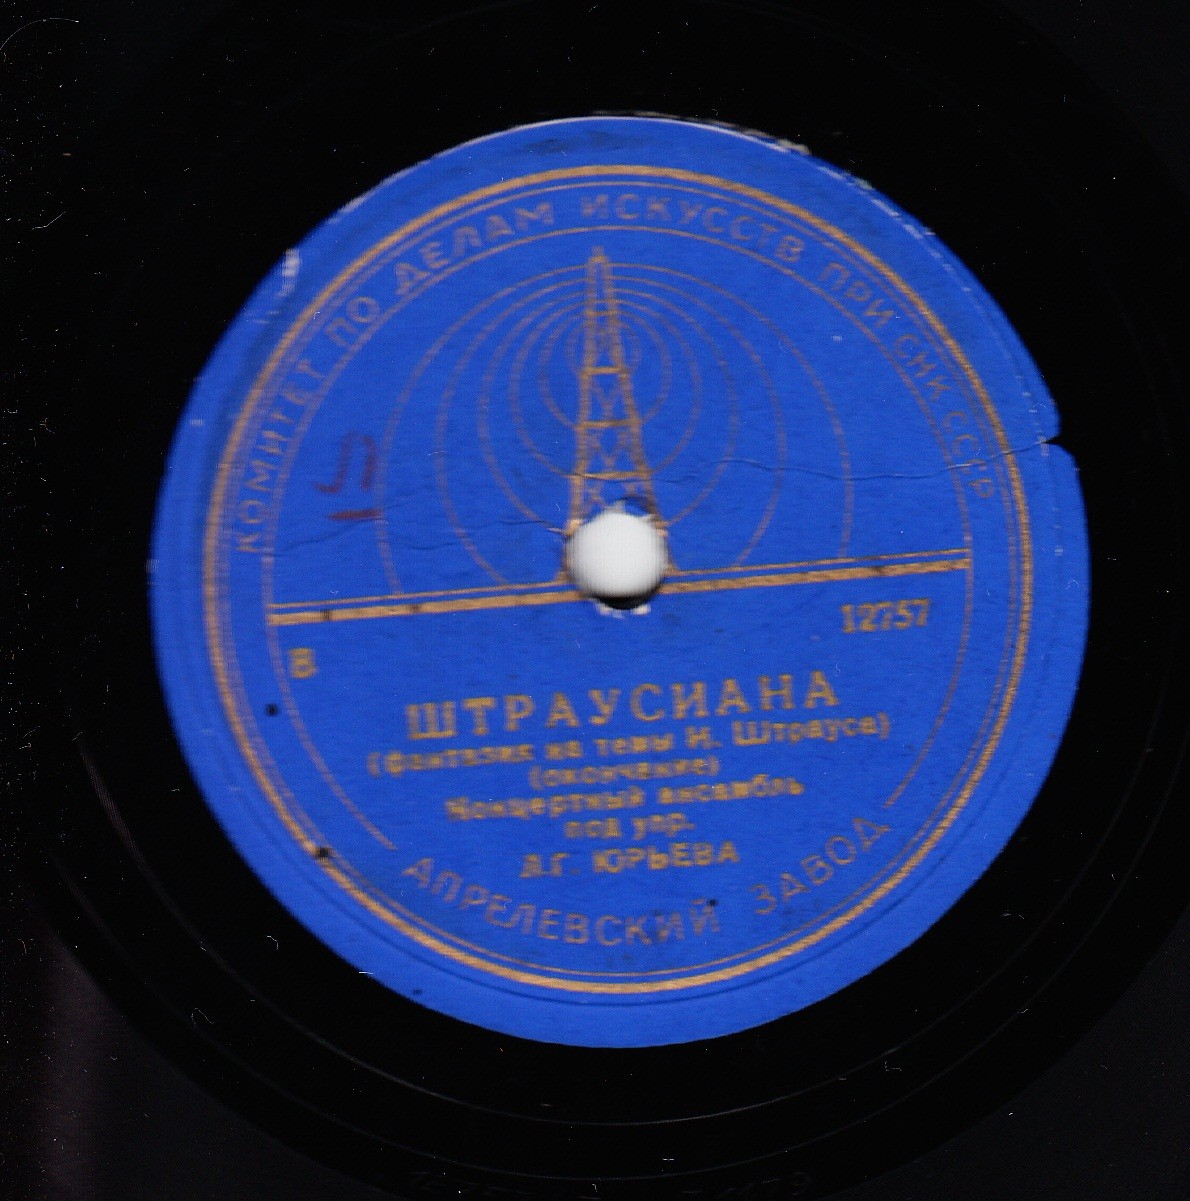 КОМИТЕТ ПО ДЕЛАМ ИСКУССТВ ПРИ СНК СССР
12757
В
ШТРАУСИАНА
(фантазия на темы И. Штрауса)
(окончание)
Концертный ансамбль
под упр.
А.Г. ЮРЬЕВА
АПРЕЛЕВСКИЙ ЗАВОД